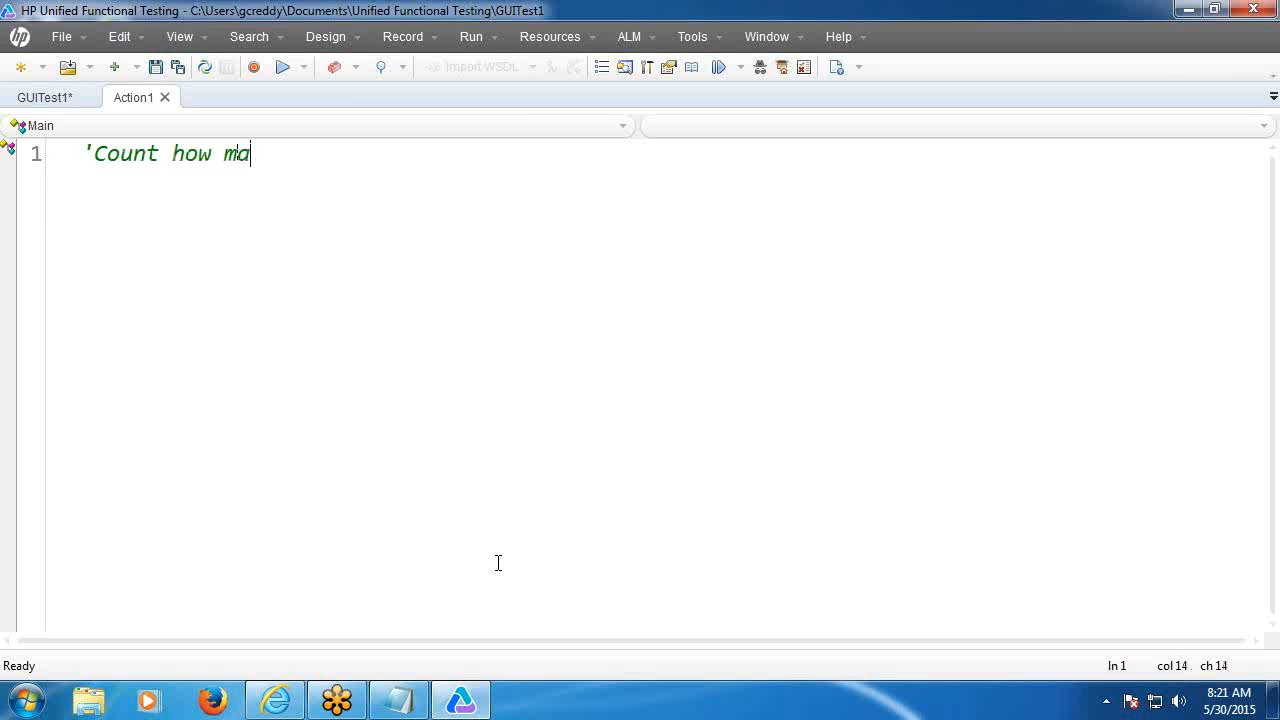 HP Unified Functional Testing - C:\Users\gcreddy\Documents\Unified Functional Testing\GUITest1
hp File Edit View Search Design Record Run Resources ALM Tools Window Help
Import WSDL
GUITest1* Action1
Main
1 'Count how ma
Ready ln 1 col 14 ch 14
8:21 AM
5/30/2015